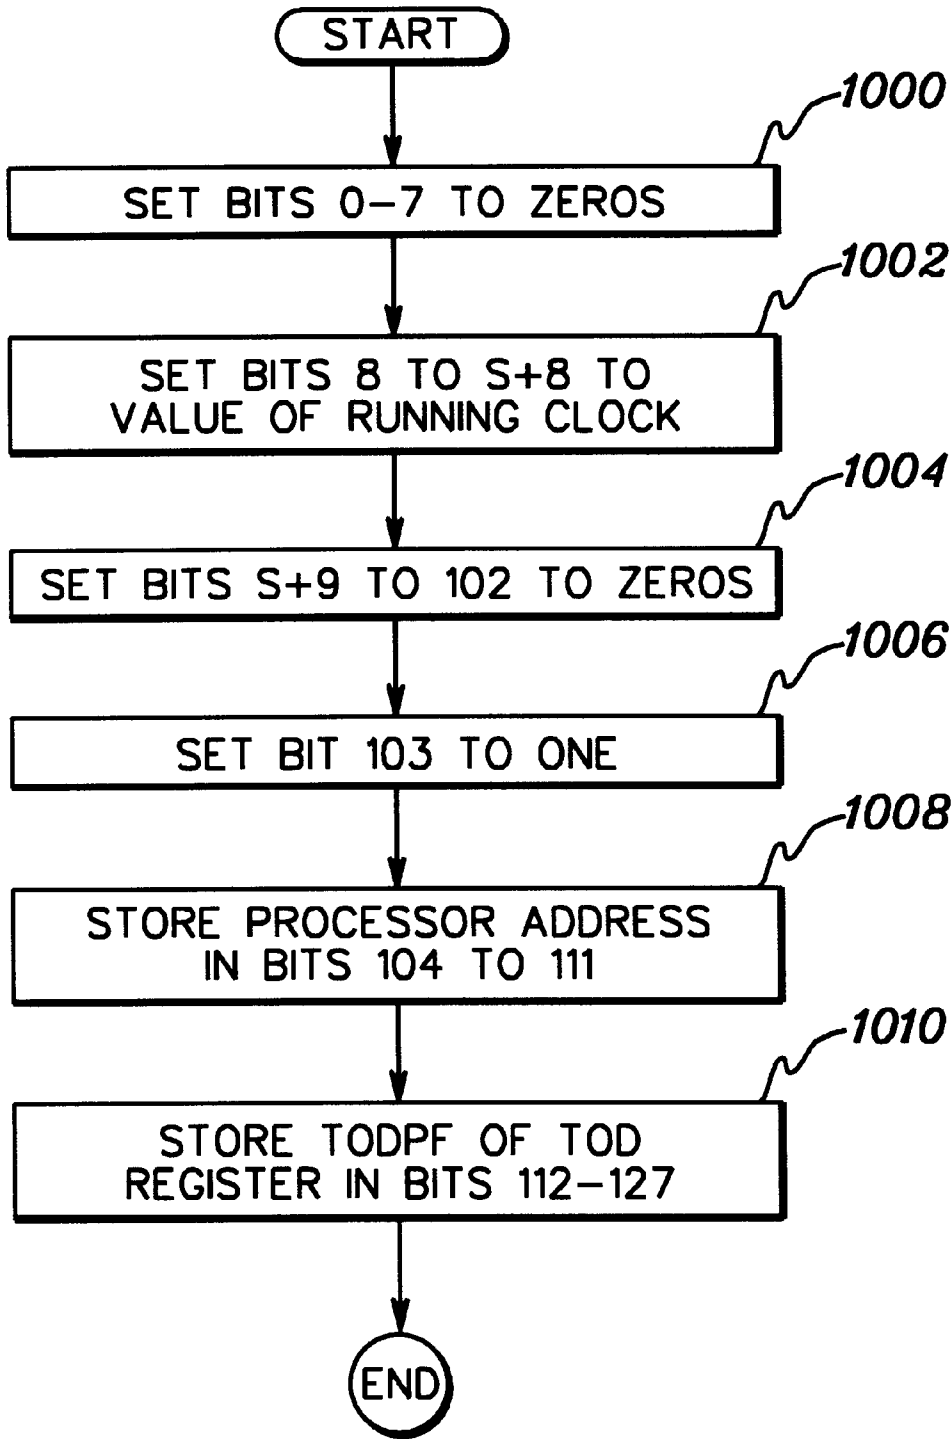 START
1000
SET BITS 0-7 TO ZEROS
1002
SET BITS 8 TO S+8 TO
VALUE OF RUNNING CLOCK
1004
SET BITS S+9 TO 102 TO ZEROS
1006
SET BIT 103 TO ONE
1008
STORE PROCESSOR ADDRESS
IN BITS 104 TO 111
1010
STORE TODPF OF TOD
REGISTER IN BITS 112-127
END